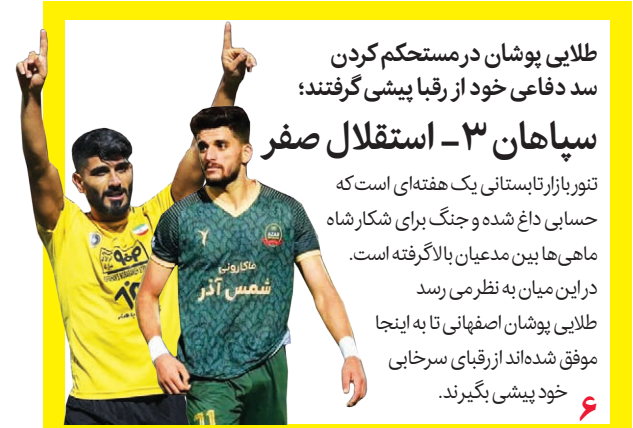 طلایی پوشان در مستحکم کردن
سد دفاعی خود از رقبا پیشی گرفتند؛
سپاهان ۳ - استقلال صفر
تنور بازار تابستانی یک هفته‌ای است که
حسابی داغ شده و جنگ برای شکار شاه
ماهی‌ها بین مدعیان بالا گرفته است.
در این میان به نظر می رسد
طلایی پوشان اصفهانی تا به اینجا
موفق شده‌اند از رقبای سرخابی
خود پیشی بگیرند.
۶
ماکارونی
شمس آذر
11
10